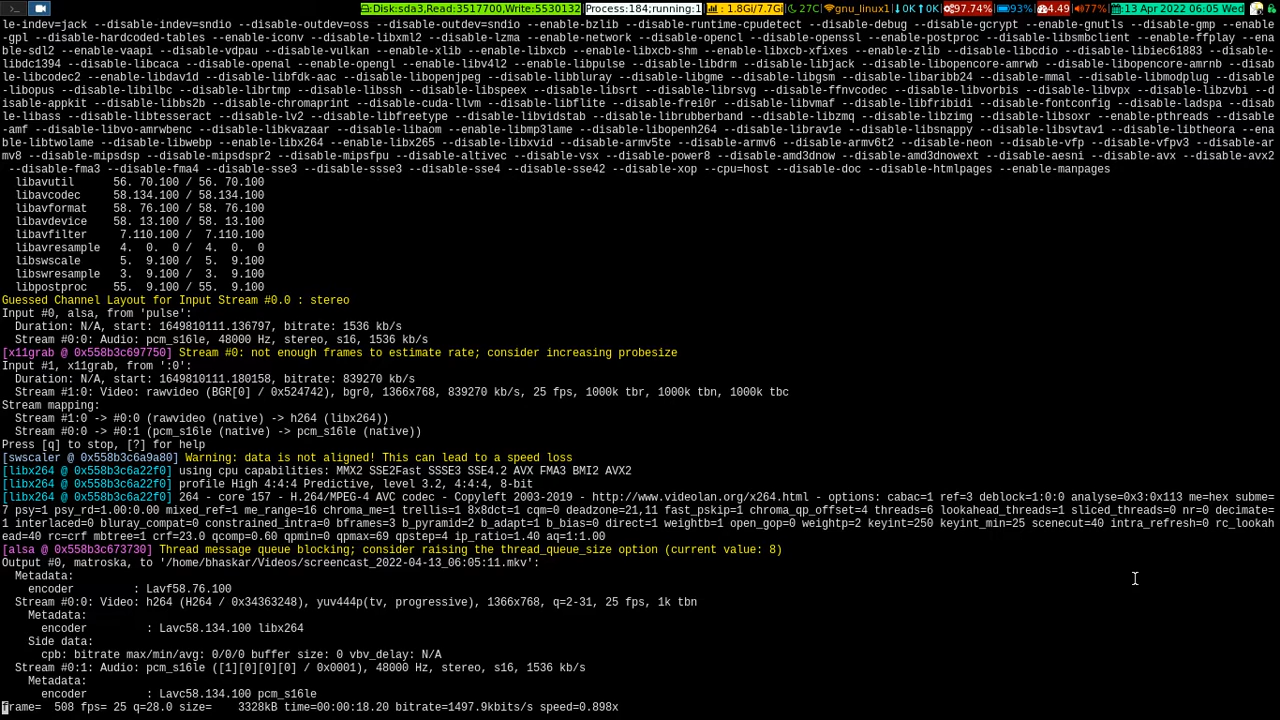 Disk:sda3,Read:3517700,Write:5530132 Process:184;running:1 : 1.8Gi/7.7Gi 27C gnu_linux1 0K 0K 97.74% 93% 4.49 77% :13 Apr 2022 06:05 Wed
le-indev=jack --disable-indev=sndio --disable-outdev=oss --disable-outdev=sndio --enable-bzlib --disable-runtime-cpudetect --disable-debug --disable-gcrypt --enable-gnutls --disable-gmp --enable
-gpl --disable-hardcoded-tables --enable-iconv --disable-libxml2 --disable-lzma --enable-network --disable-opencl --disable-openssl --enable-postproc --disable-libsmbclient --enable-ffplay --ena
ble-sdl2 --enable-vaapi --disable-vdpau --disable-vulkan --enable-xlib --enable-libxcb --enable-libxcb-shm --enable-libxcb-xfixes --enable-zlib --disable-libcdio --disable-libiec61883 --disable-
libdc1394 --disable-libcaca --disable-openal --enable-opengl --enable-libv4l2 --enable-libpulse --enable-libdrm --disable-libjack --disable-libopencore-amrwb --disable-libopencore-amrnb --disabl
e-libcodec2 --enable-libdav1d --disable-libfdk-aac --disable-libopenjpeg --enable-libbluray --disable-libgme --disable-libgsm --disable-libaribb24 --disable-mmal --disable-libmodplug --disable-
libopus --disable-libilbc --disable-librtmp --disable-libssh --disable-libspeex --disable-libsrt --disable-librsvg --disable-ffnvcodec --disable-libvorbis --disable-libvpx --disable-libzvbi --d
isable-appkit --disable-libbs2b --disable-chromaprint --disable-cuda-llvm --disable-libflite --disable-frei0r --disable-libvmaf --disable-libfribidi --disable-fontconfig --disable-ladspa --disab
le-libass --disable-libtesseract --disable-lv2 --disable-libfreetype --disable-libvidstab --disable-librubberband --disable-libzmq --disable-libzimg --disable-libsoxr --enable-pthreads --disable
-amf --disable-libvo-amrwbenc --disable-libkvazaar --disable-libaom --enable-libmp3lame --disable-libopenh264 --disable-librav1e --disable-libsnappy --disable-libsvtav1 --disable-libtheora --ena
ble-libtwolame --disable-libwebp --enable-libx264 --enable-libx265 --disable-libxvid --disable-armv5te --disable-armv6 --disable-armv6t2 --disable-neon --disable-vfp --disable-vfpv3 --disable-ar
mv8 --disable-mipsdsp --disable-mipsdspr2 --disable-mipsfpu --disable-altivec --disable-vsx --disable-power8 --disable-amd3dnow --disable-amd3dnowext --disable-aesni --disable-avx --disable-avx2
--disable-fma3 --disable-fma4 --disable-sse3 --disable-ssse3 --disable-sse4 --disable-sse42 --disable-xop --cpu=host --disable-doc --disable-htmlpages --enable-manpages
libavutil 56. 70.100 / 56. 70.100
libavcodec 58.134.100 / 58.134.100
libavformat 58. 76.100 / 58. 76.100
libavdevice 58. 13.100 / 58. 13.100
libavfilter 7.110.100 / 7.110.100
libavresample 4. 0. 0 / 4. 0. 0
libswscale 5. 9.100 / 5. 9.100
libswresample 3. 9.100 / 3. 9.100
libpostproc 55. 9.100 / 55. 9.100
Guessed Channel Layout for Input Stream #0.0 : stereo
Input #0, alsa, from 'pulse':
Duration: N/A, start: 1649810111.136797, bitrate: 1536 kb/s
Stream #0:0: Audio: pcm_s16le, 48000 Hz, stereo, s16, 1536 kb/s
[x11grab @ 0x558b3c697750] Stream #0: not enough frames to estimate rate; consider increasing probesize
Input #1, x11grab, from ':0':
Duration: N/A, start: 1649810111.180158, bitrate: 839270 kb/s
Stream #1:0: Video: rawvideo (BGR[0] / 0x524742), bgr0, 1366x768, 839270 kb/s, 25 fps, 1000k tbr, 1000k tbn, 1000k tbc
Stream mapping:
Stream #1:0 -> #0:0 (rawvideo (native) -> h264 (libx264))
Stream #0:0 -> #0:1 (pcm_s16le (native) -> pcm_s16le (native))
Press [q] to stop, [?] for help
[swscaler @ 0x558b3c6a9a80] Warning: data is not aligned! This can lead to a speed loss
[libx264 @ 0x558b3c6a22f0] using cpu capabilities: MMX2 SSE2Fast SSSE3 SSE4.2 AVX FMA3 BMI2 AVX2
[libx264 @ 0x558b3c6a22f0] profile High 4:4:4 Predictive, level 3.2, 4:4:4, 8-bit
[libx264 @ 0x558b3c6a22f0] 264 - core 157 - H.264/MPEG-4 AVC codec - Copyleft 2003-2019 - http://www.videolan.org/x264.html - options: cabac=1 ref=3 deblock=1:0:0 analyse=0x3:0x113 me=hex subme=
7 psy=1 psy_rd=1.00:0.00 mixed_ref=1 me_range=16 chroma_me=1 trellis=1 8x8dct=1 cqm=0 deadzone=21,11 fast_pskip=1 chroma_qp_offset=4 threads=6 lookahead_threads=1 sliced_threads=0 nr=0 decimate=
1 interlaced=0 bluray_compat=0 constrained_intra=0 bframes=3 b_pyramid=2 b_adapt=1 b_bias=0 direct=1 weightb=1 open_gop=0 weightp=2 keyint=250 keyint_min=25 scenecut=40 intra_refresh=0 rc_lookah
ead=40 rc=crf mbtree=1 crf=23.0 qcomp=0.60 qpmin=0 qpmax=69 qpstep=4 ip_ratio=1.40 aq=1:1.00
[alsa @ 0x558b3c673730] Thread message queue blocking; consider raising the thread_queue_size option (current value: 8)
Output #0, matroska, to '/home/bhaskar/Videos/screencast_2022-04-13_06:05:11.mkv':
Metadata:
encoder : Lavf58.76.100
Stream #0:0: Video: h264 (H264 / 0x34363248), yuv444p(tv, progressive), 1366x768, q=2-31, 25 fps, 1k tbn
Metadata:
encoder : Lavc58.134.100 libx264
Side data:
cpb: bitrate max/min/avg: 0/0/0 buffer size: 0 vbv_delay: N/A
Stream #0:1: Audio: pcm_s16le ([1][0][0][0] / 0x0001), 48000 Hz, stereo, s16, 1536 kb/s
Metadata:
encoder : Lavc58.134.100 pcm_s16le
frame= 508 fps= 25 q=28.0 size= 3328kB time=00:00:18.20 bitrate=1497.9kbits/s speed=0.898x